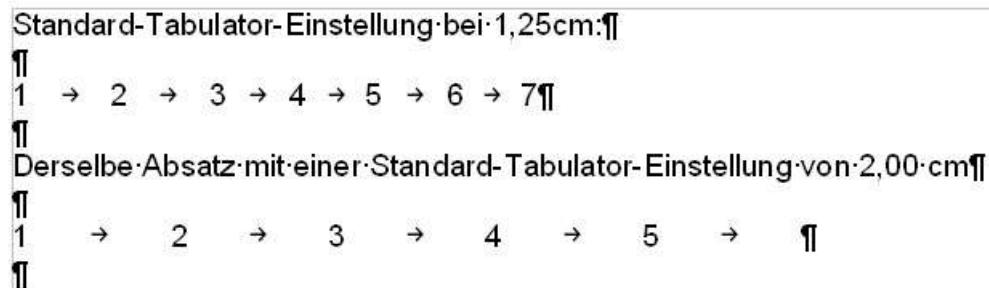 Standard-Tabulator-Einstellung·bei·1,25cm:¶
¶
1 → 2 → 3 → 4 → 5 → 6 → 7¶
¶
Derselbe·Absatz·mit·einer·Standard-Tabulator-Einstellung·von·2,00·cm¶
¶
1 → 2 → 3 → 4 → 5 → ¶
¶